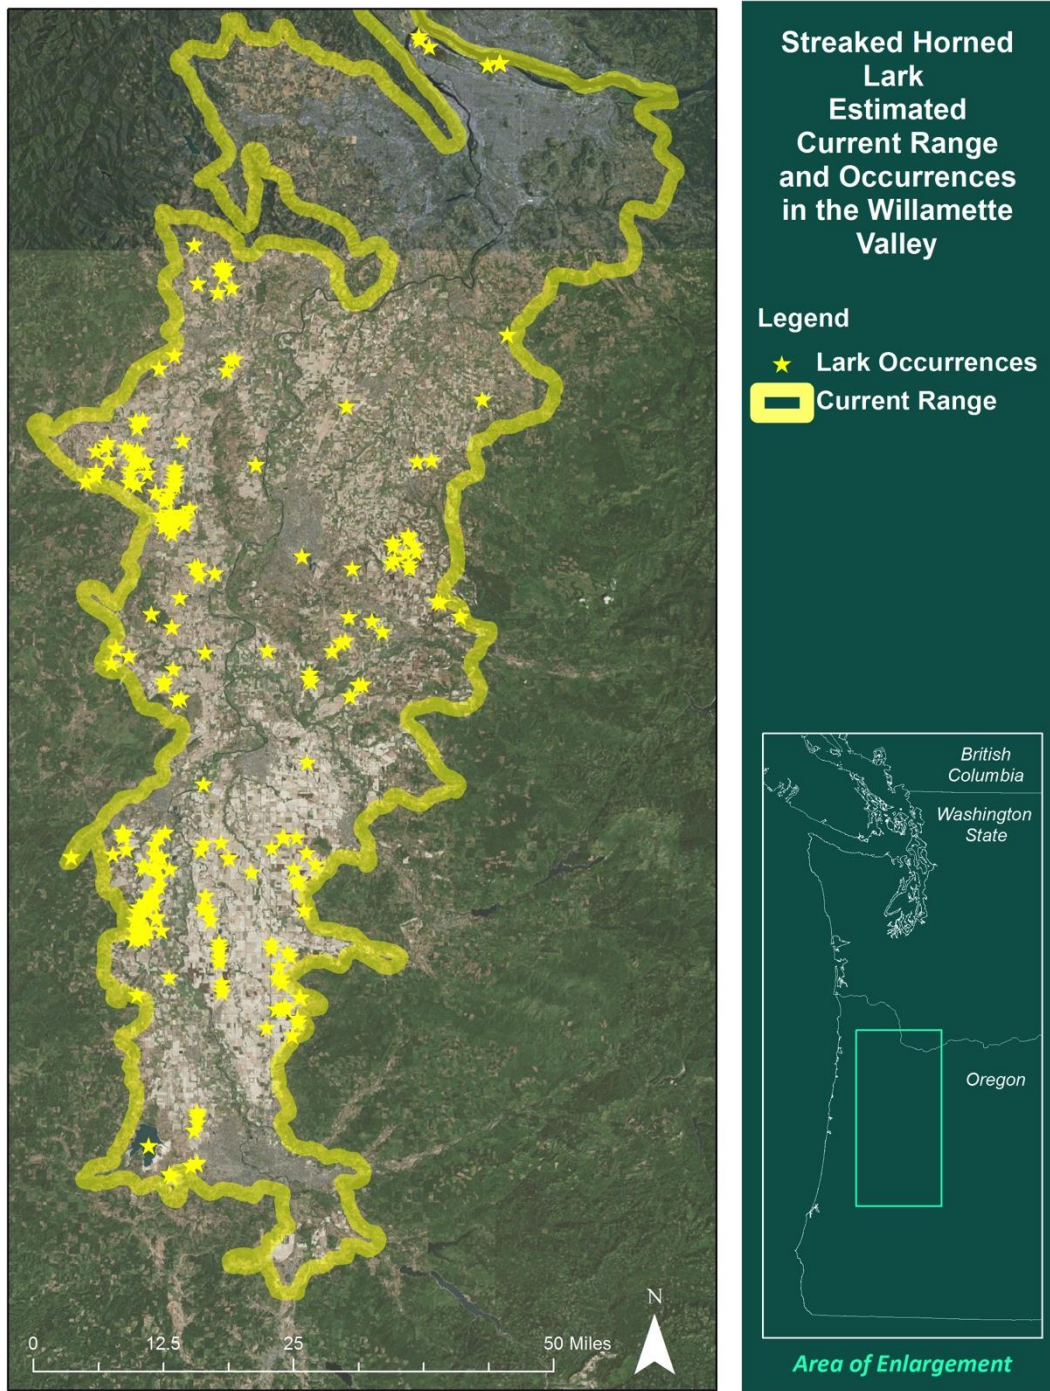 Streaked Horned
Lark
Estimated
Current Range
and Occurrences
in the Willamette
Valley
Legend
Lark Occurrences
Current Range
British
Columbia
Washington
State
Oregon
Area of Enlargement
N
0 12.5 25 50 Miles